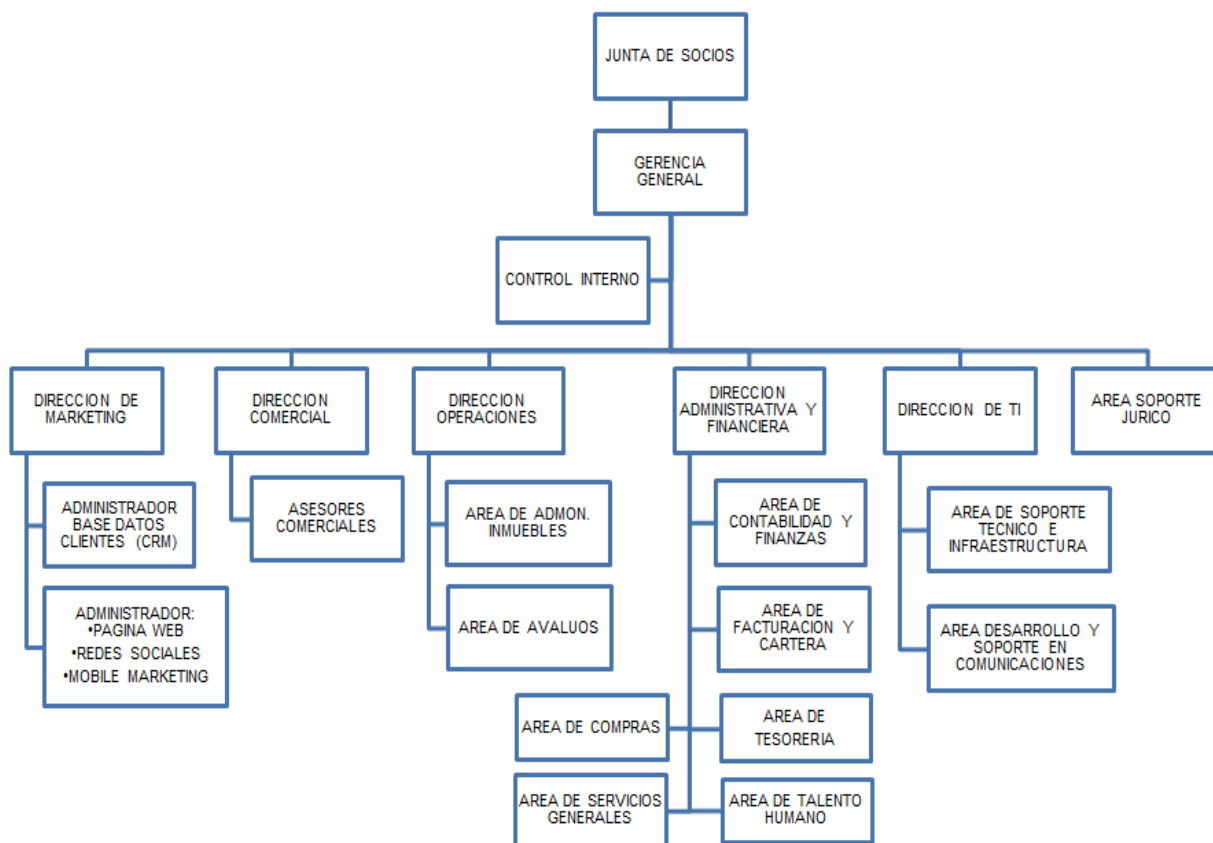 JUNTA DE SOCIOS
GERENCIA
GENERAL
CONTROL INTERNO
DIRECCION DE
MARKETING
DIRECCION
COMERCIAL
DIRECCION
OPERACIONES
DIRECCION
ADMINISTRATIVA Y
FINANCIERA
DIRECCION DE TI
AREA SOPORTE
JURICO
ADMINISTRADOR
BASE DATOS
CLIENTES (CRM)
ADMINISTRADOR:
•PAGINA WEB
•REDES SOCIALES
•MOBILE MARKETING
ASESORES
COMERCIALES
AREA DE ADMON.
INMUEBLES
AREA DE AVALUOS
AREA DE
CONTABILIDAD Y
FINANZAS
AREA DE
FACTURACION Y
CARTERA
AREA DE COMPRAS
AREA DE
TESORERIA
AREA DE SERVICIOS
GENERALES
AREA DE TALENTO
HUMANO
AREA DE SOPORTE
TECNICO E
INFRAESTRUCTURA
AREA DESARROLLO Y
SOPORTE EN
COMUNICACIONES